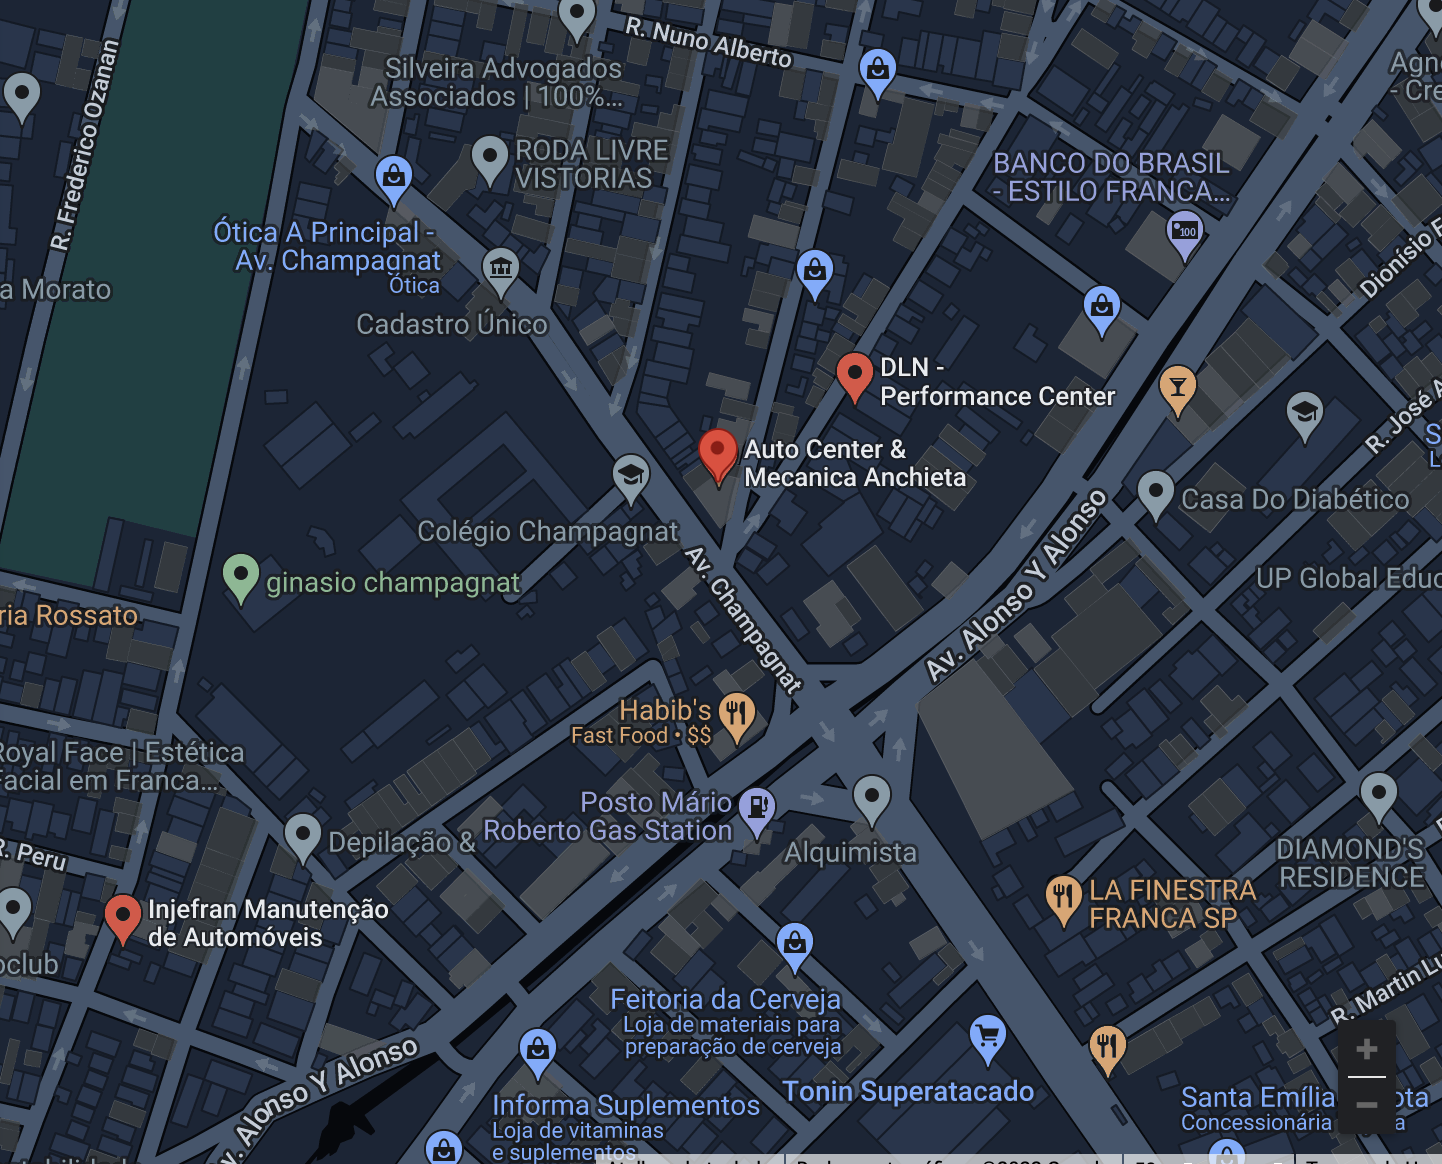 R. Nuno Alberto
R. Frederico Ozanan
Silveira Advogados
Associados | 100%...
Agn
- Cre
RODA LIVRE
VISTORIAS
BANCO DO BRASIL
- ESTILO FRANCA...
Ótica A Principal -
Av. Champagnat
Ótica
a Morato
Cadastro Único
Dionísio
DLN -
Performance Center
R. José A
S
L
Auto Center &
Mecanica Anchieta
Casa Do Diabético
Colégio Champagnat
Av. Alonso Y Alonso
ginasio champagnat
UP Global Educ
Av. Champagnat
ria Rossato
Habib's
Fast Food • $$
Royal Face | Estética
Facial em Franca...
Posto Mário
Roberto Gas Station
Depilação &
Alquimista
R. Peru
DIAMOND'S
RESIDENCE
LA FINESTRA
FRANCA SP
Injefran Manutenção
de Automóveis
oclub
R. Martin Lu
Feitoria da Cerveja
Loja de materiais para
preparação de cerveja
Av. Alonso Y Alonso
Tonin Superatacado
Informa Suplementos
Loja de vitaminas
e suplementos
Santa Emília
ota
Concessionária
a